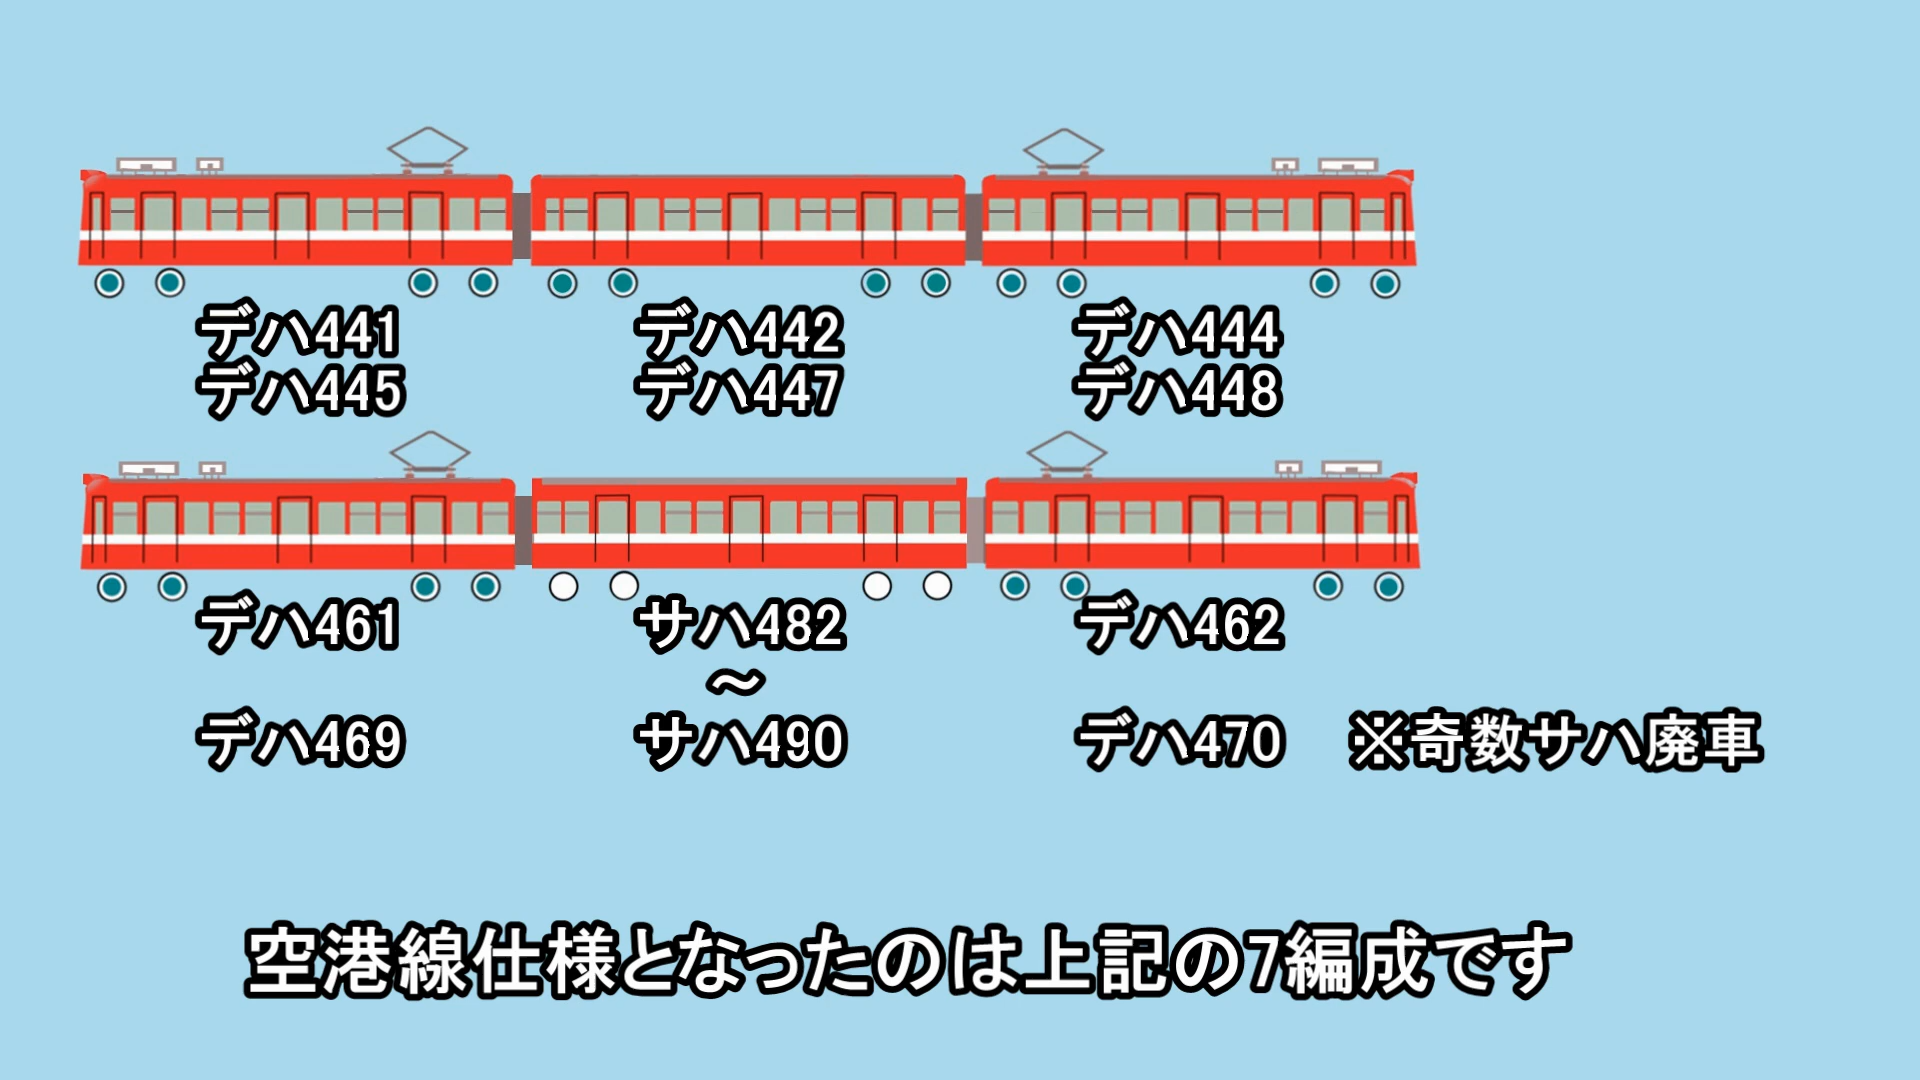 デハ441 デハ442 デハ444
デハ445 デハ447 デハ448
デハ461 サハ482 デハ462
～
デハ469 サハ490 デハ470 ※奇数サハ廃車
空港線仕様となったのは上記の7編成です